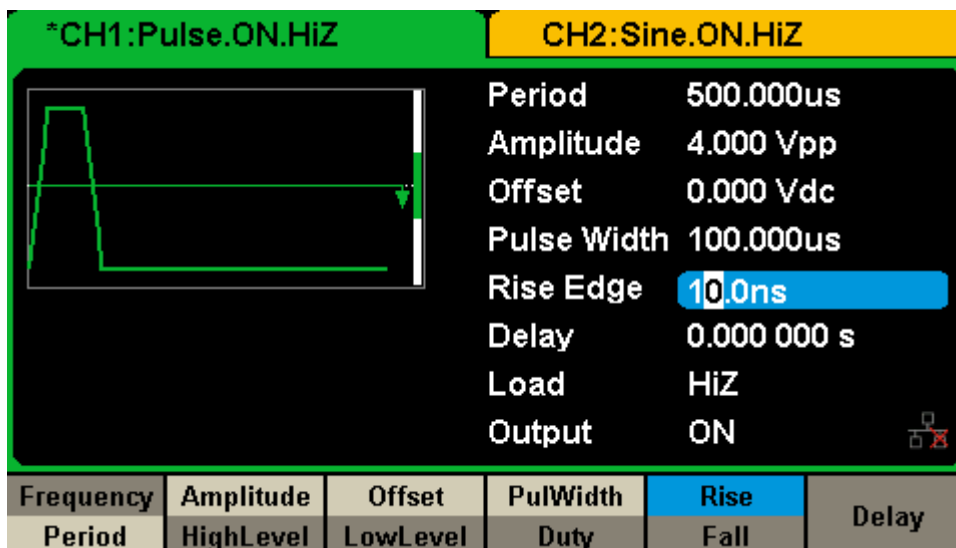 *CH1:Pulse.ON.HiZ CH2:Sine.ON.HiZ
Period 500.000us
Amplitude 4.000 Vpp
Offset 0.000 Vdc
Pulse Width 100.000us
Rise Edge 10.0ns
Delay 0.000 000 s
Load HiZ
Output ON
Frequency Amplitude Offset PulWidth Rise Delay
Period HighLevel LowLevel Duty Fall